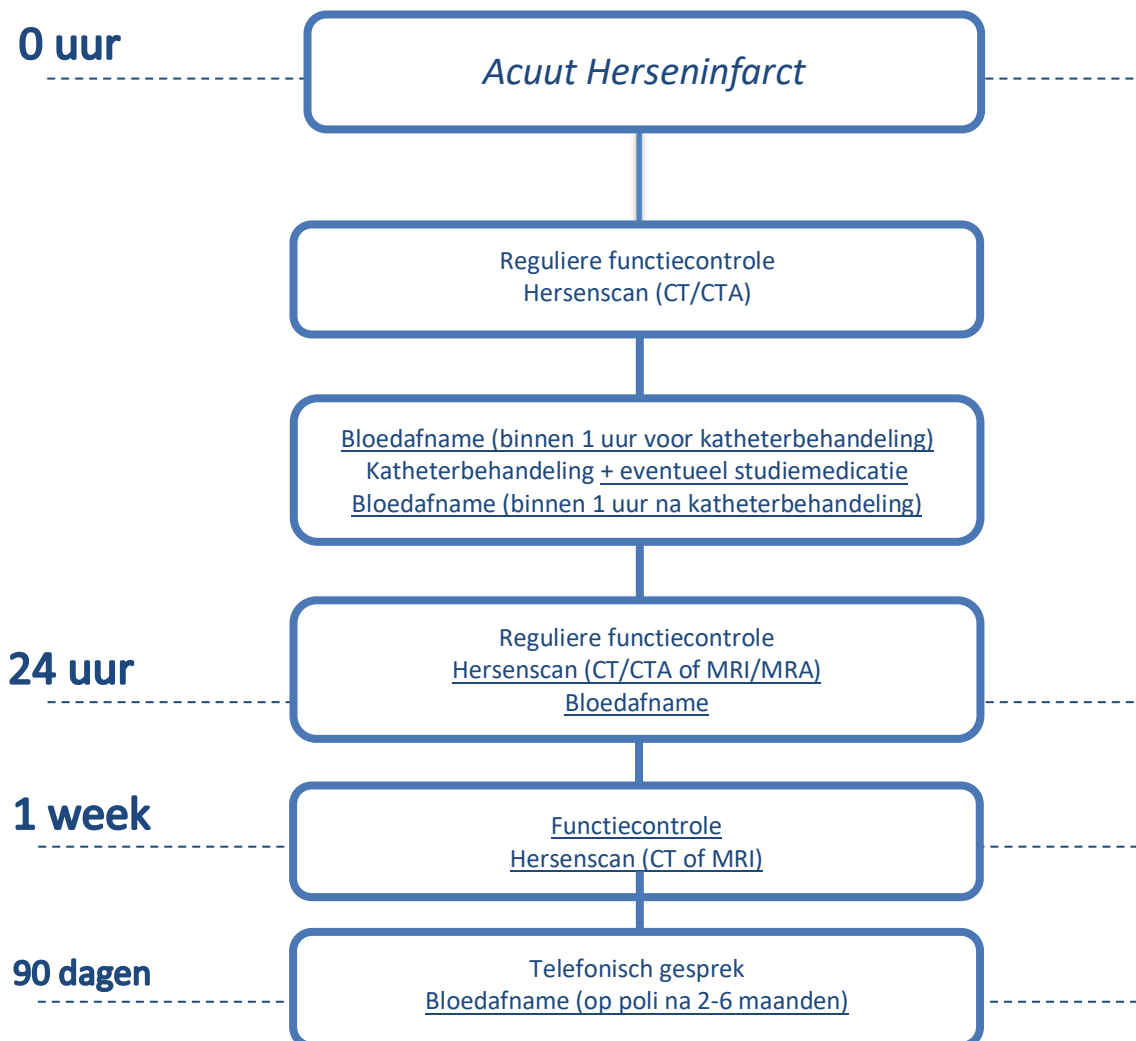 0 uur
Acuut Herseninfarct
Reguliere functiecontrole
Hersenscan (CT/CTA)
Bloedafname (binnen 1 uur voor katheterbehandeling)
Katheterbehandeling + eventueel studiemedicatie
Bloedafname (binnen 1 uur na katheterbehandeling)
24 uur
Reguliere functiecontrole
Hersenscan (CT/CTA of MRI/MRA)
Bloedafname
1 week
Functiecontrole
Hersenscan (CT of MRI)
90 dagen
Telefonisch gesprek
Bloedafname (op poli na 2-6 maanden)